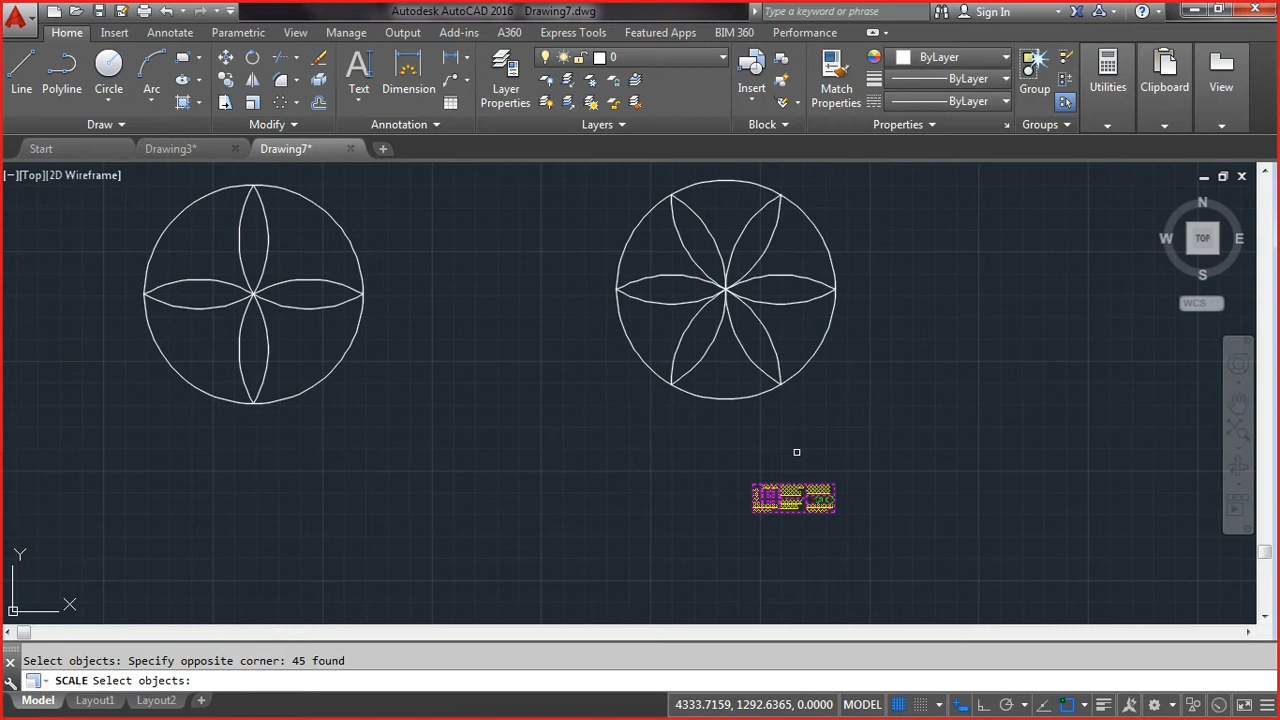 Autodesk AutoCAD 2016 Drawing7.dwg
Type a keyword or phrase
Sign In
Home Insert Annotate Parametric View Manage Output Add-ins A360 Express Tools Featured Apps BIM 360 Performance
Line Polyline Circle Arc
Text Dimension
Layer Properties
0
Insert
Match Properties
ByLayer
ByLayer
ByLayer
Group
Utilities
Clipboard
View
Draw Modify Annotation Layers Block Properties Groups
Start Drawing3* Drawing7*
[−][Top][2D Wireframe]
N
W TOP E
S
WCS
Y
X
Select objects: Specify opposite corner: 45 found
SCALE Select objects:
Model Layout1 Layout2
4333.7159, 1292.6365, 0.0000 MODEL